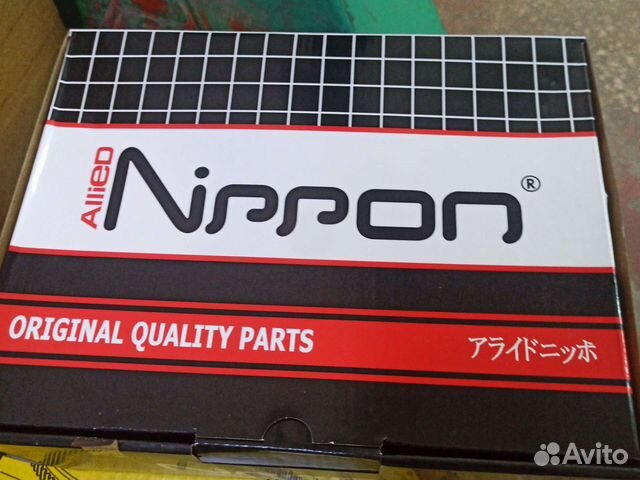 AlliED
Nippon®
ORIGINAL QUALITY PARTS
アライドニッポ
Avito